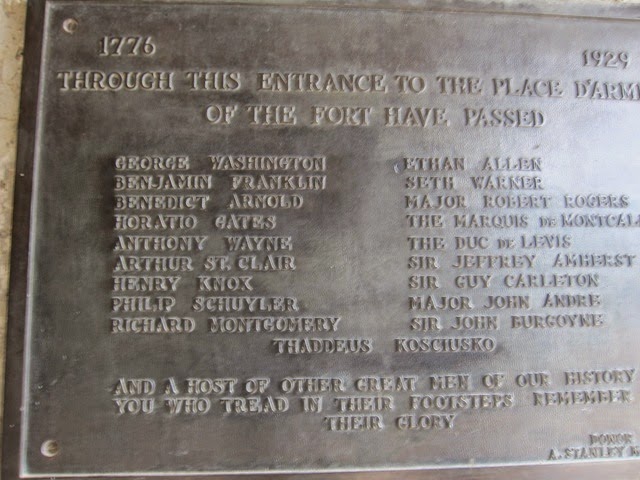 1776 1929
THROUGH THIS ENTRANCE TO THE PLACE D'ARME
OF THE FORT HAVE PASSED
GEORGE WASHINGTON ETHAN ALLEN
BENJAMIN FRANKLIN SETH WARNER
BENEDICT ARNOLD MAJOR ROBERT ROGERS
HORATIO GATES THE MARQUIS DE MONTCAL
ANTHONY WAYNE THE DUC DE LEVIS
ARTHUR ST. CLAIR SIR JEFFREY AMHERST
HENRY KNOX SIR GUY CARLETON
PHILIP SCHUYLER MAJOR JOHN ANDRE
RICHARD MONTGOMERY SIR JOHN BURGOYNE
THADDEUS KOSCIUSKO
AND A HOST OF OTHER GREAT MEN OF OUR HISTORY
YOU WHO TREAD IN THEIR FOOTSTEPS REMEMBER
THEIR GLORY
DONOR
A. STANLEY